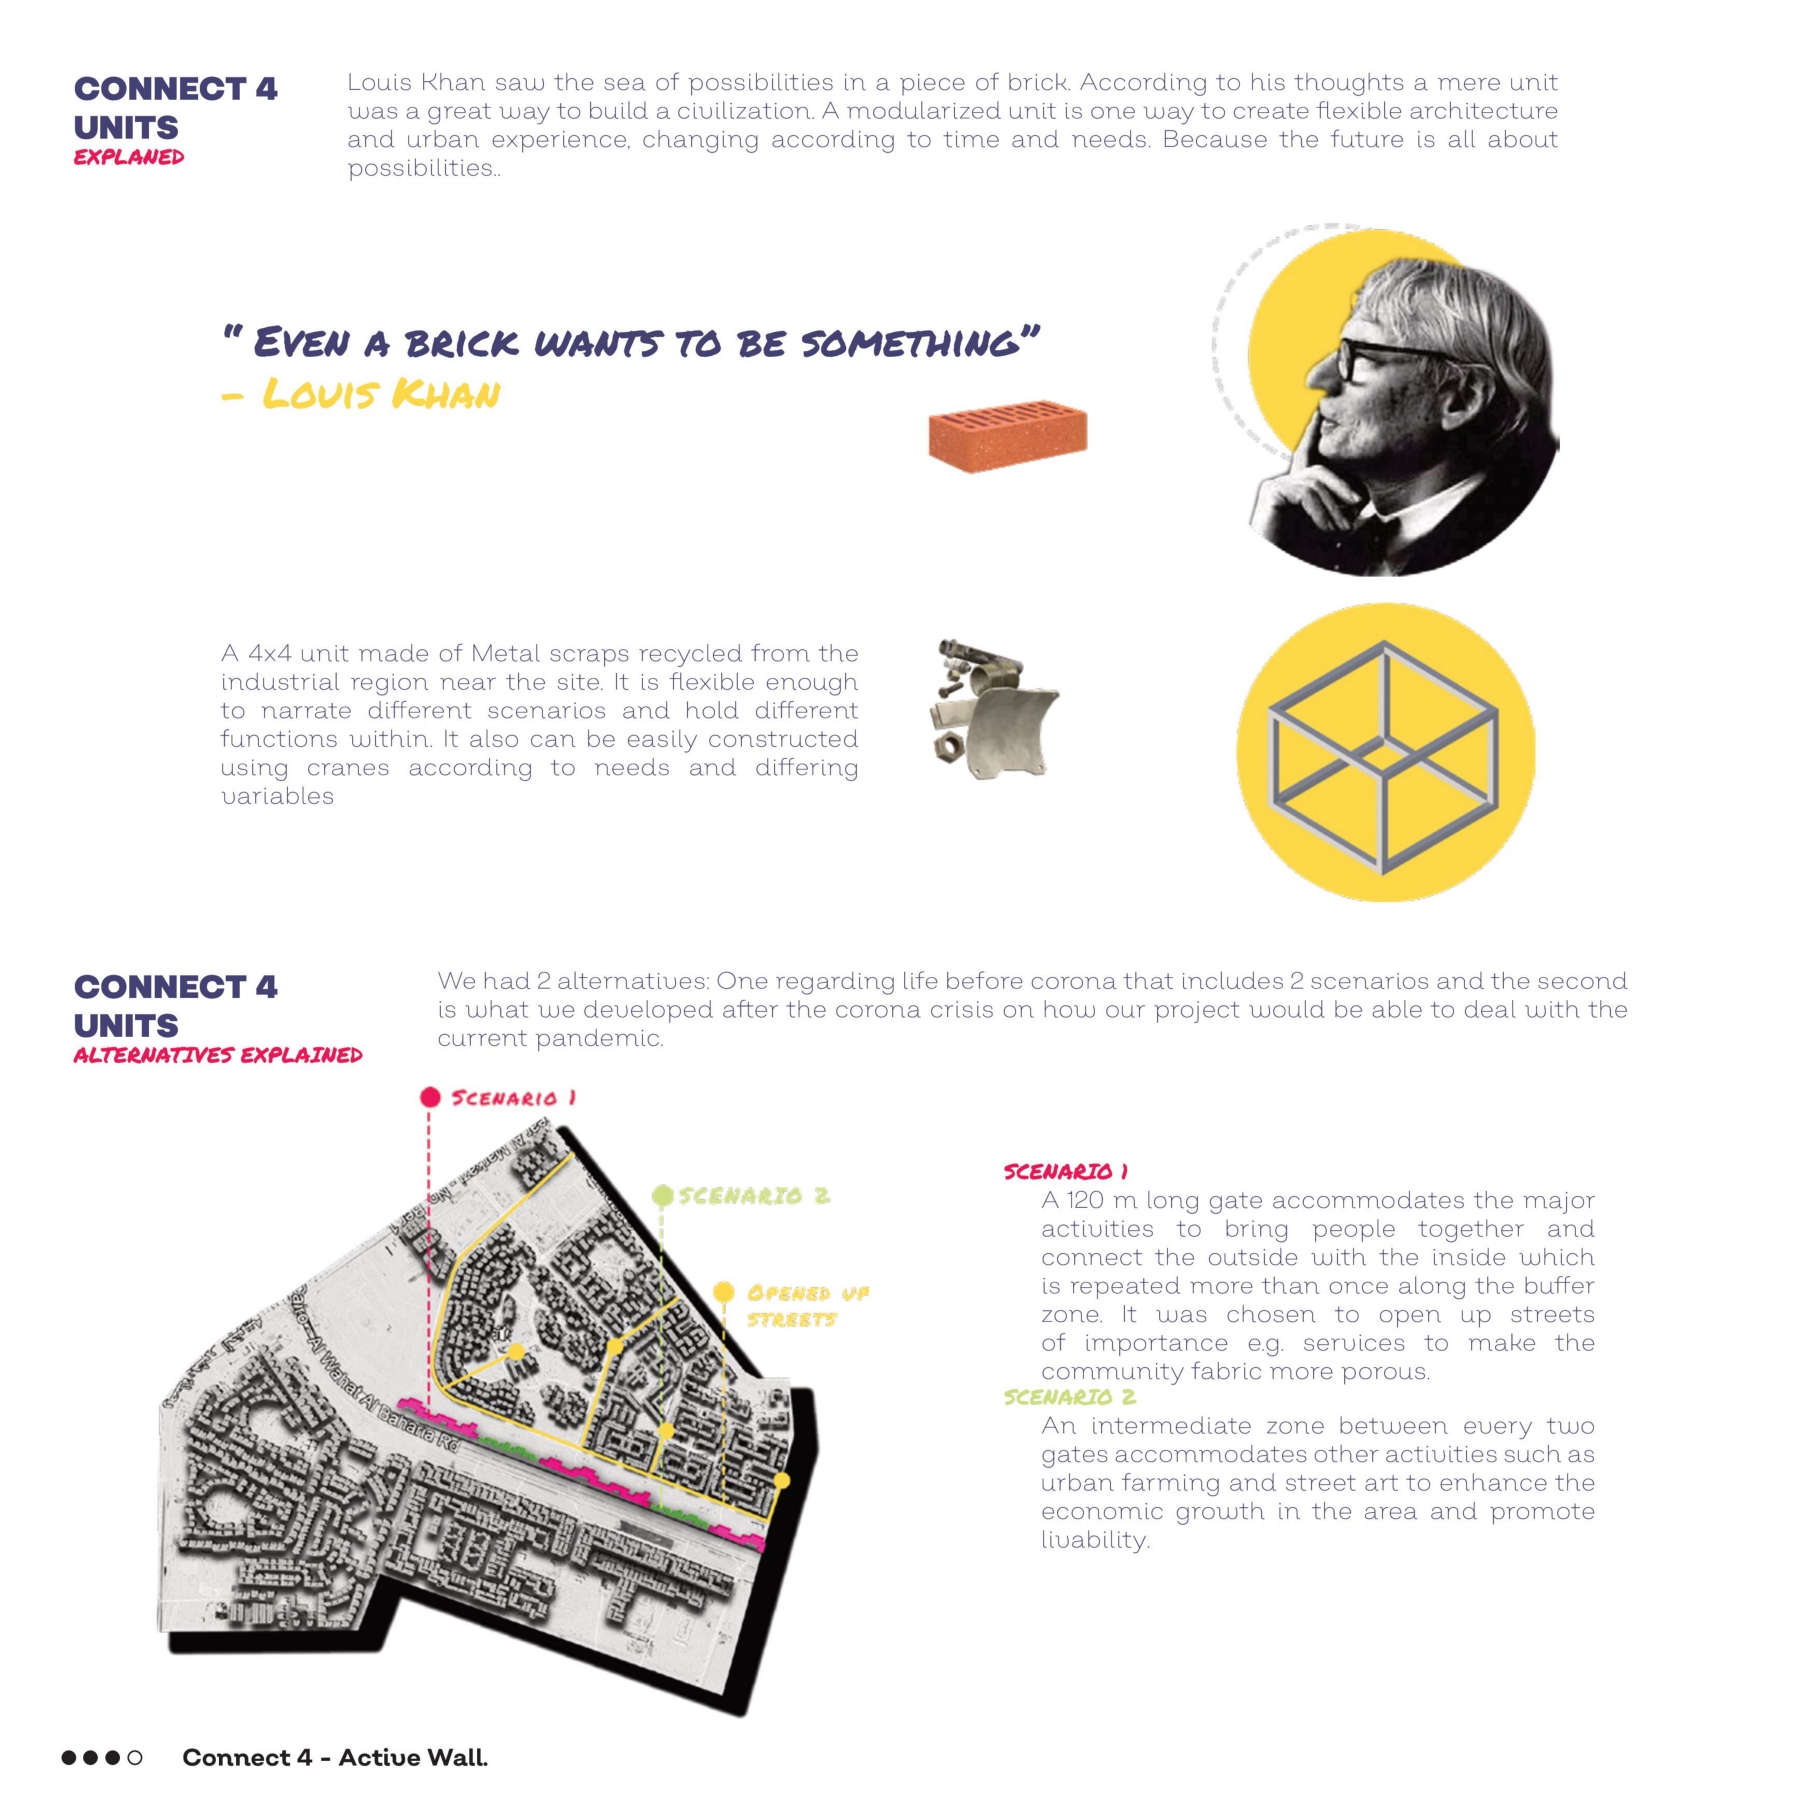 CONNECT 4
UNITS
EXPLANED
Louis Khan saw the sea of possibilities in a piece of brick. According to his thoughts a mere unit
was a great way to build a civilization. A modularized unit is one way to create flexible architecture
and urban experience, changing according to time and needs. Because the future is all about
possibilities..
“ EVEN A BRICK WANTS TO BE SOMETHING”
– LOUIS KHAN
A 4x4 unit made of Metal scraps recycled from the
industrial region near the site. It is flexible enough
to narrate different scenarios and hold different
functions within. It also can be easily constructed
using cranes according to needs and differing
variables
CONNECT 4
UNITS
ALTERNATIVES EXPLAINED
We had 2 alternatives: One regarding life before corona that includes 2 scenarios and the second
is what we developed after the corona crisis on how our project would be able to deal with the
current pandemic.
SCENARIO 1
SCENARIO 2
OPENED UP
STREETS
Al Wahat Al Bahareya Rd
SCENARIO 1
A 120 m long gate accommodates the major
activities to bring people together and
connect the outside with the inside which
is repeated more than once along the buffer
zone. It was chosen to open up streets
of importance e.g. services to make the
community fabric more porous.
SCENARIO 2
An intermediate zone between every two
gates accommodates other activities such as
urban farming and street art to enhance the
economic growth in the area and promote
livability.
Connect 4 - Active Wall.